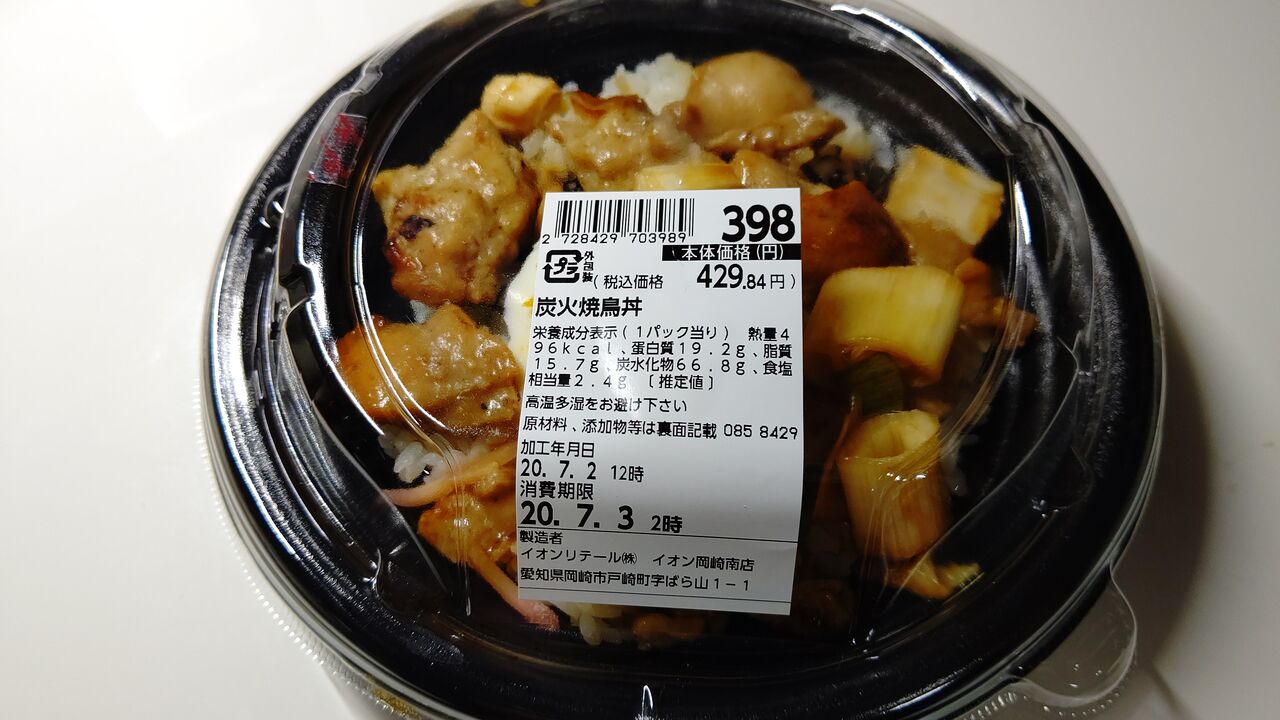 2 728429 703989
398
本体価格(円)
プラ
外包装
(税込価格 429.84円)
炭火焼鳥丼
栄養成分表示(1パック当り) 熱量4
96kcal、蛋白質19.2g、脂質
15.7g、炭水化物66.8g、食塩
相当量2.4g〔推定値〕
高温多湿をお避け下さい
原材料、添加物等は裏面記載 085 8429
加工年月日
20.7.2 12時
消費期限
20.7.3 2時
製造者
イオンリテール㈱ イオン岡崎南店
愛知県岡崎市戸崎町字ばら山1-1